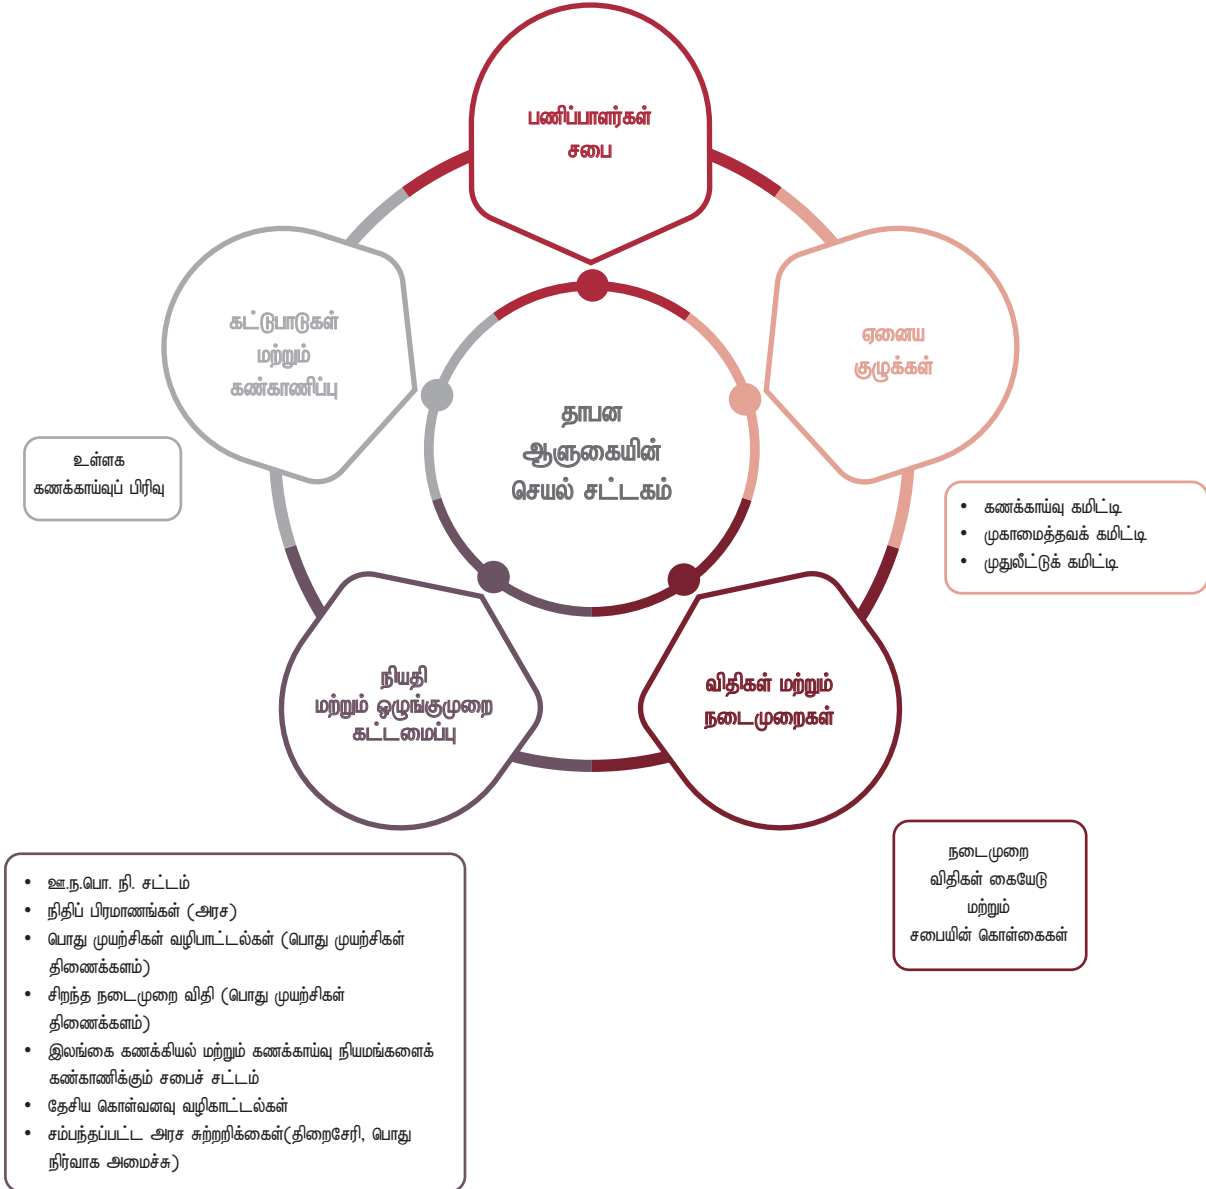 பணிப்பாளர்கள்
சபை
கட்டுபாடுகள்
மற்றும்
கண்காணிப்பு
ஏனைய
குழுக்கள்
தாபன
ஆளுகையின்
செயல் சட்டகம்
உள்ளக
கணக்காய்வுப் பிரிவு
• கணக்காய்வு கமிட்டி
• முகாமைத்தவக் கமிட்டி
• முதுலீட்டுக் கமிட்டி
நியதி
மற்றும் ஒழுங்குமுறை
கட்டமைப்பு
விதிகள் மற்றும்
நடைமுறைகள்
நடைமுறை
விதிகள் கையேடு
மற்றும்
சபையின் கொள்கைகள்
• ஊ.ந.பொ. நி. சட்டம்
• நிதிப் பிரமாணங்கள் (அரச)
• பொது முயற்சிகள் வழிபாட்டல்கள் (பொது முயற்சிகள்
திணைக்களம்)
• சிறந்த நடைமுறை விதி (பொது முயற்சிகள்
திணைக்களம்)
• இலங்கை கணக்கியல் மற்றும் கணக்காய்வு நியமங்களைக்
கண்காணிக்கும் சபைச் சட்டம்
• தேசிய கொள்வனவு வழிகாட்டல்கள்
• சம்பந்தப்பட்ட அரச சுற்றறிக்கைகள்(திறைசேரி, பொது
நிர்வாக அமைச்சு)